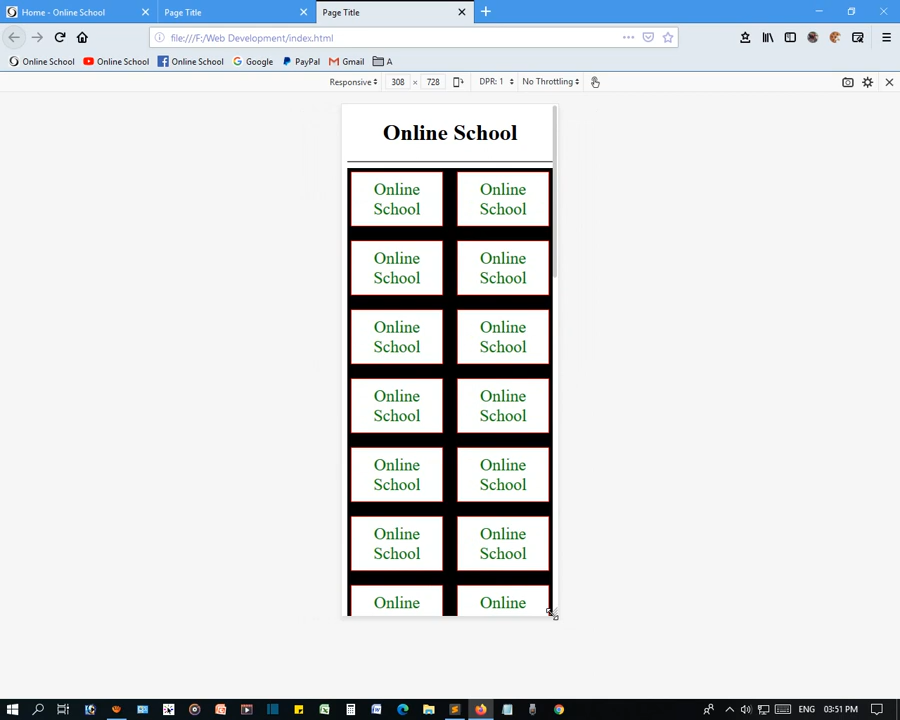 Home - Online School
Page Title
Page Title
file:///F:/Web Development/index.html
Online School
Online School
Online School
Google
PayPal
Gmail
A
Responsive
308 × 728
DPR: 1
No Throttling
Online School
Online
School
Online
School
Online
School
Online
School
Online
School
Online
School
Online
School
Online
School
Online
School
Online
School
Online
School
Online
School
Online
Online
ENG
03:51 PM